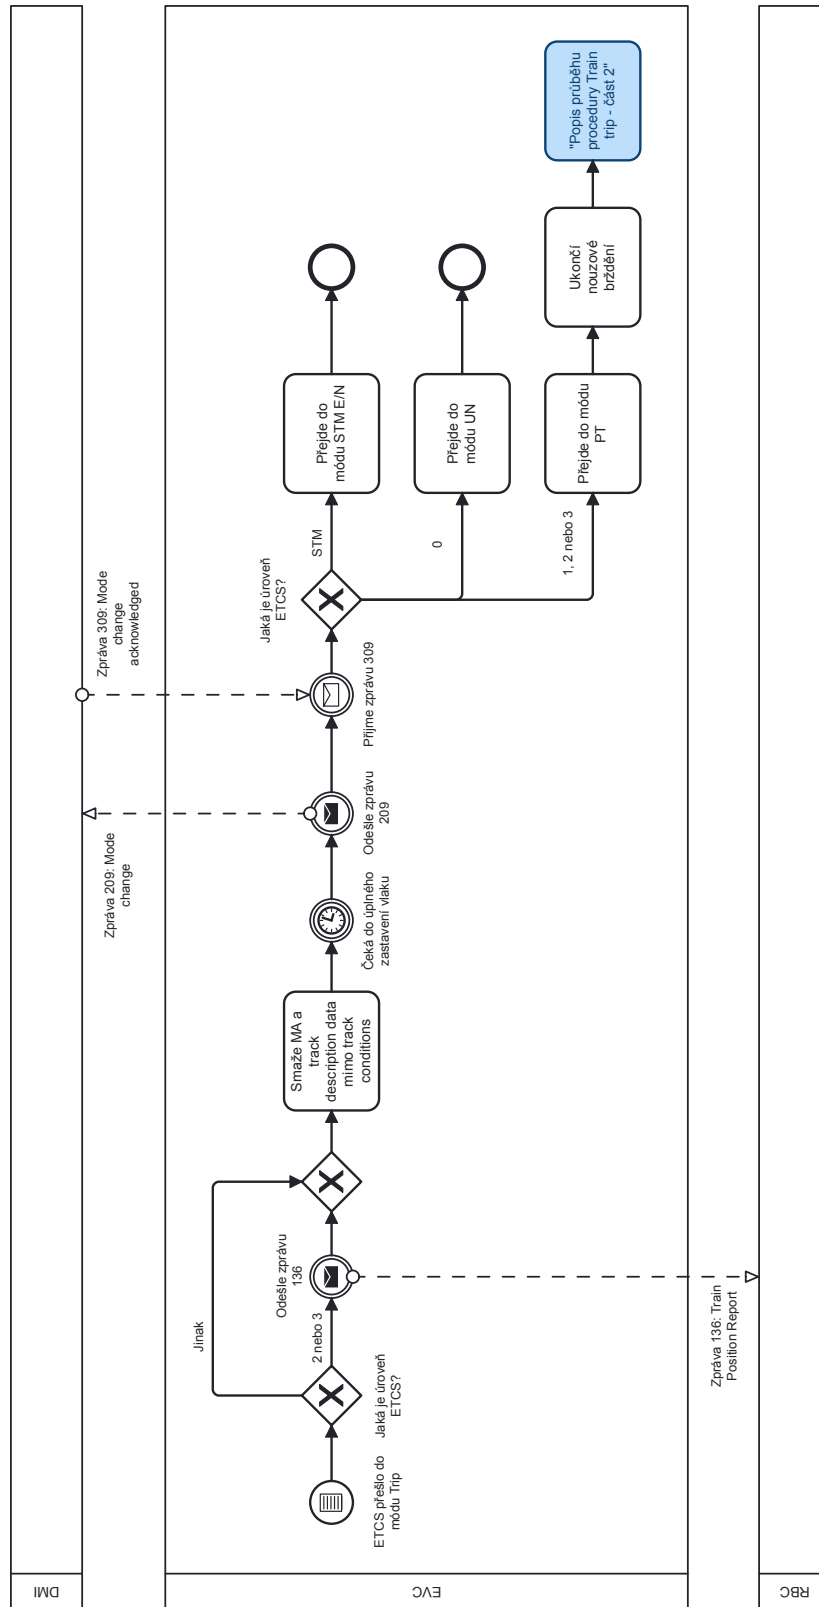 DMI
Zpráva 209: Mode
change
Zpráva 309: Mode
change
acknowledged
EVC
ETCS přešlo do
módu Trip
Jaká je úroveň
ETCS?
Jinak
2 nebo 3
Odešle zprávu
136
Smaže MA a
track
description data
mimo track
conditions
Čeká do úplného
zastavení vlaku
Odešle zprávu
209
Přijme zprávu 309
Jaká je úroveň
ETCS?
STM
0
1, 2 nebo 3
Přejde do
módu STM E/N
Přejde do
módu UN
Přejde do módu
PT
Ukončí
nouzové
brždění
"Popis průběhu
procedury Train
trip - část 2"
Zpráva 136: Train
Position Report
RBC